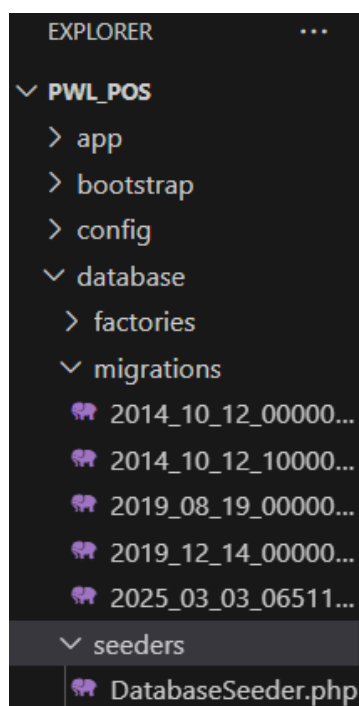 EXPLORER ...
PWL_POS
app
bootstrap
config
database
factories
migrations
2014_10_12_00000...
2014_10_12_10000...
2019_08_19_00000...
2019_12_14_00000...
2025_03_03_06511...
seeders
DatabaseSeeder.php